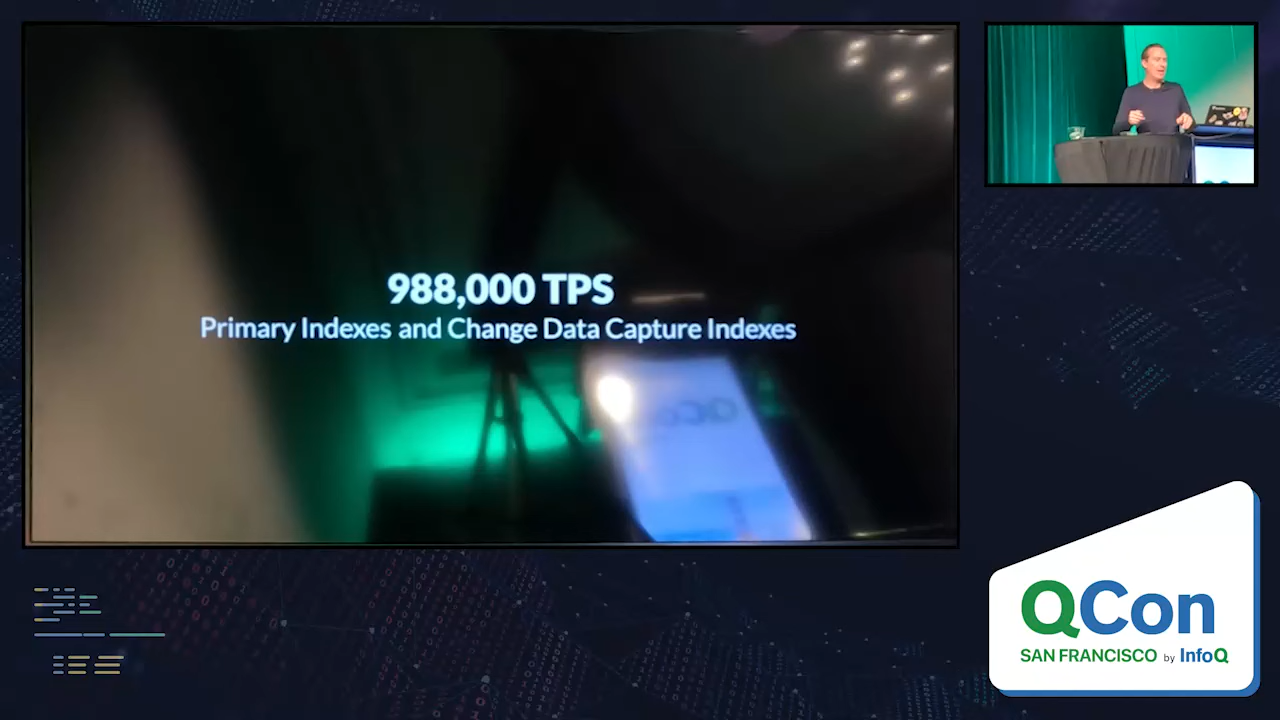 988,000 TPS
Primary Indexes and Change Data Capture Indexes
QCon
SAN FRANCISCO by InfoQ